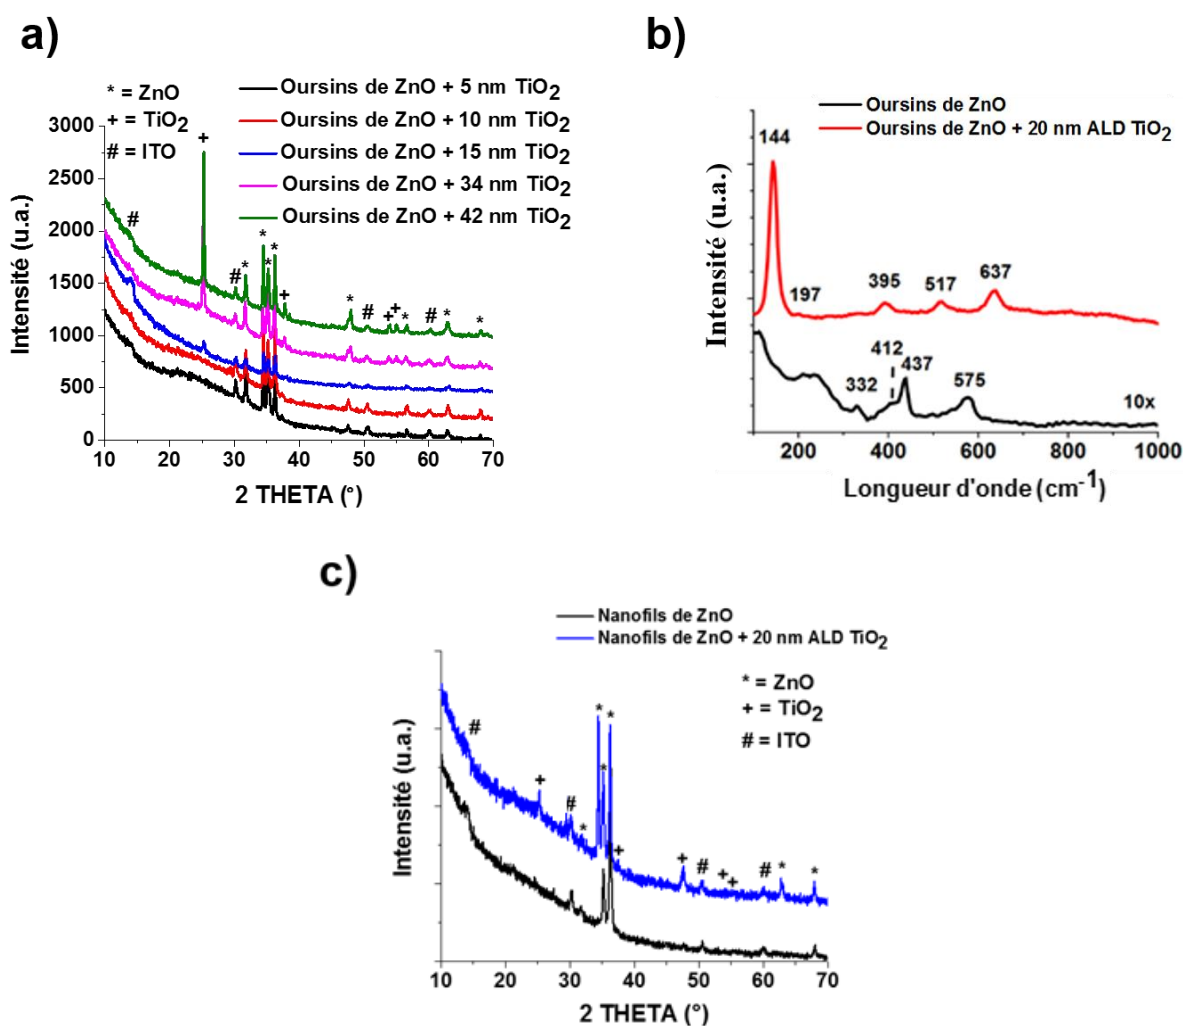 a)
* = ZnO
+ = TiO2
# = ITO
Oursins de ZnO + 5 nm TiO2
Oursins de ZnO + 10 nm TiO2
Oursins de ZnO + 15 nm TiO2
Oursins de ZnO + 34 nm TiO2
Oursins de ZnO + 42 nm TiO2
Intensité (u.a.)
3000
2500
2000
1500
1000
500
0
+
#
#
*
*
*
*
+
*
#
+
+
*
#
*
*
10 20 30 40 50 60 70
2 THETA (°)
b)
Oursins de ZnO
Oursins de ZnO + 20 nm ALD TiO2
Intensité (u.a.)
144
197
395
517
637
332
412
437
575
10x
200 400 600 800 1000
Longueur d'onde (cm-1)
c)
Nanofils de ZnO
Nanofils de ZnO + 20 nm ALD TiO2
* = ZnO
+ = TiO2
# = ITO
Intensité (u.a.)
#
+
#
*
*
*
*
+
+
#
+
+
#
*
*
10 20 30 40 50 60 70
2 THETA (°)